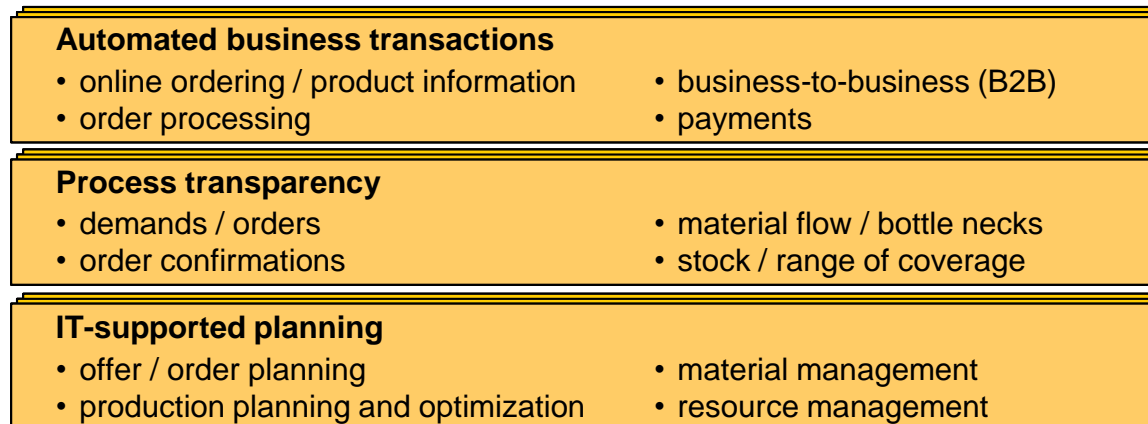 Automated business transactions
• online ordering / product information
• order processing
• business-to-business (B2B)
• payments
Process transparency
• demands / orders
• order confirmations
• material flow / bottle necks
• stock / range of coverage
IT-supported planning
• offer / order planning
• production planning and optimization
• material management
• resource management